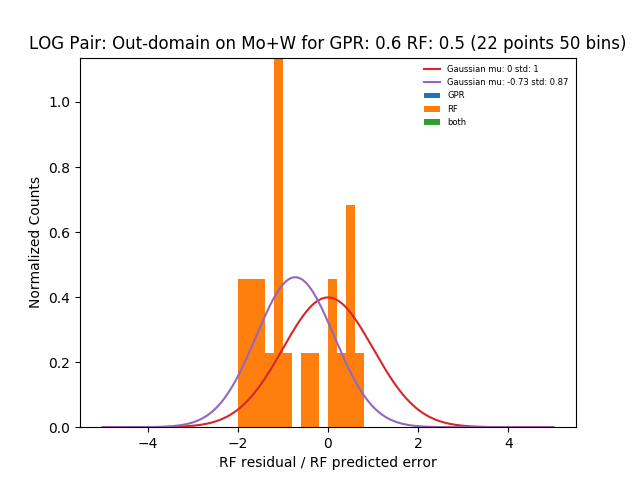 LOG Pair: Out-domain on Mo+W for GPR: 0.6 RF: 0.5 (22 points 50 bins)
Gaussian mu: 0 std: 1
Gaussian mu: -0.73 std: 0.87
GPR
RF
both
Normalized Counts
1.0
0.8
0.6
0.4
0.2
0.0
−4 −2 0 2 4
RF residual / RF predicted error